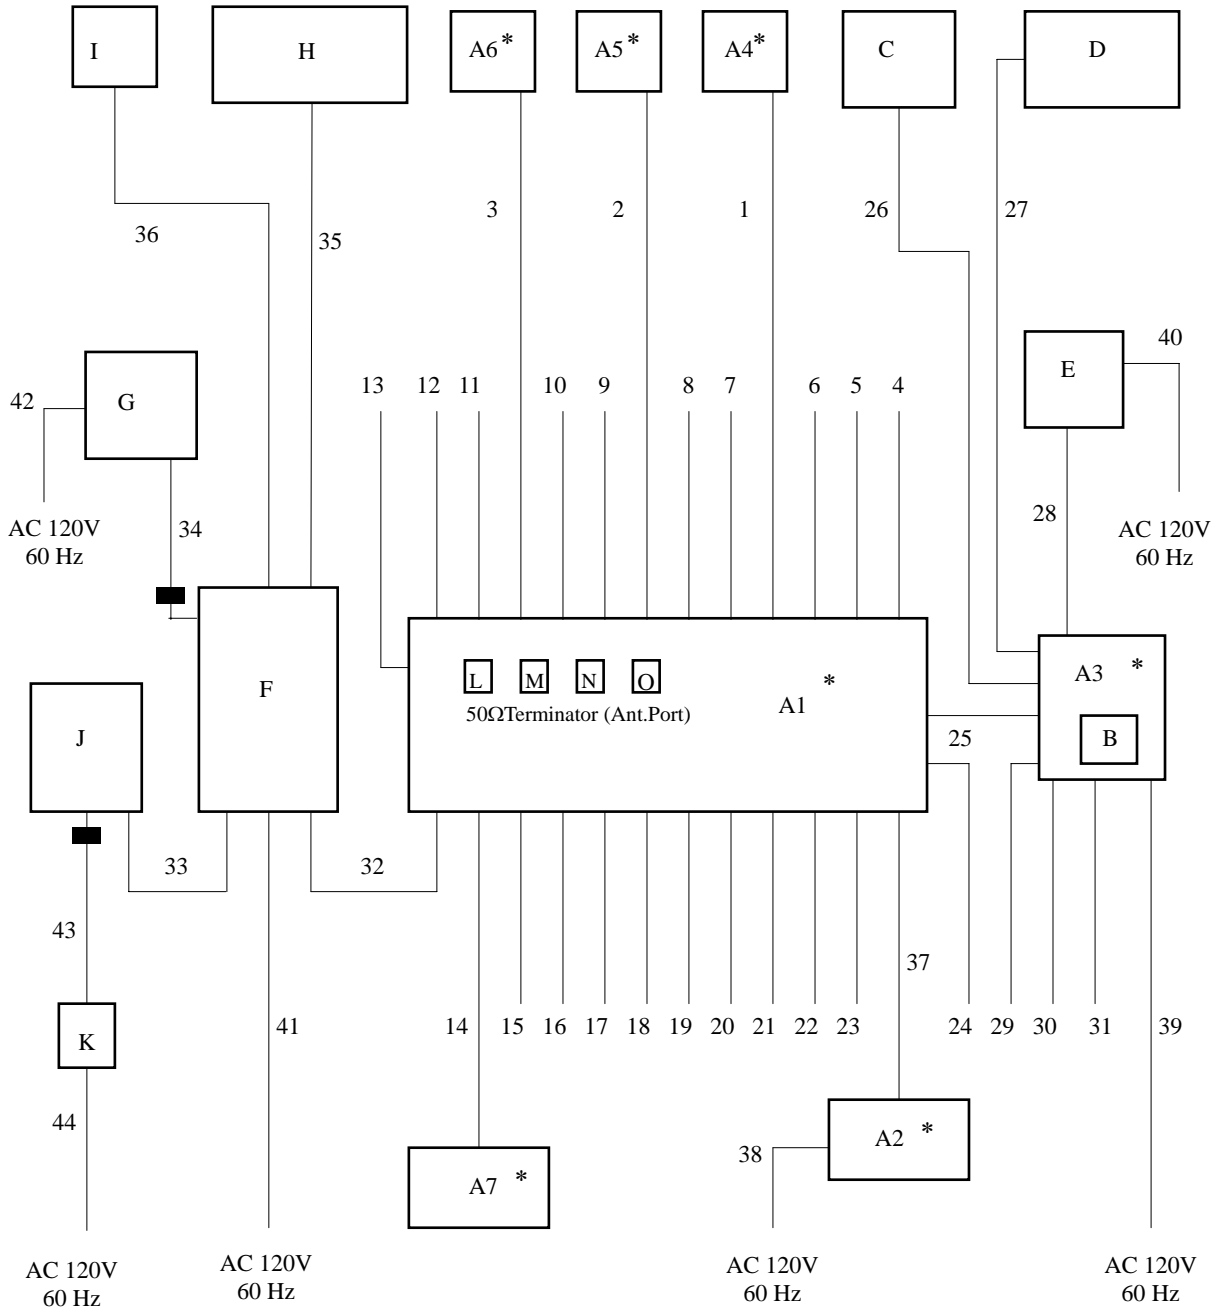 I
H
A6 *
A5 *
A4*
C
D
3
2
1
26
27
36
35
40
E
G
42
13
12
11
10
9
8
7
6
5
4
AC 120V
60 Hz
34
28
AC 120V
60 Hz
F
J
L
M
N
O
50ΩTerminator (Ant.Port)
A1 *
A3 *
B
25
33
32
43
37
K
41
14
15
16
17
18
19
20
21
22
23
24
29
30
31
39
44
38
A2 *
A7 *
AC 120V
60 Hz
AC 120V
60 Hz
AC 120V
60 Hz
AC 120V
60 Hz